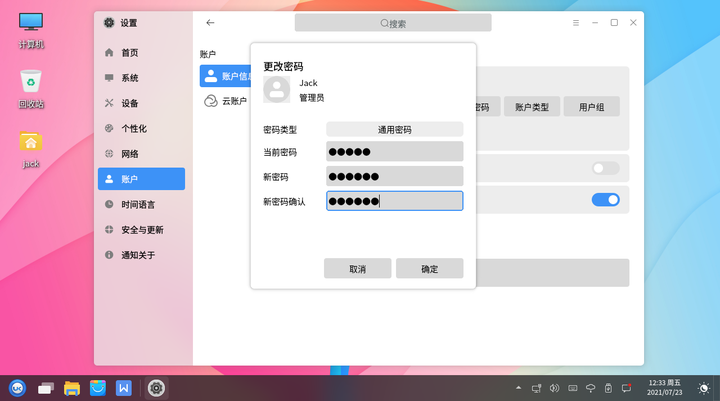 计算机
回收站
Jack
设置
搜索
首页
系统
设备
个性化
网络
账户
时间语言
安全与更新
通知关于
账户
账户信息
云账户
密码
账户类型
用户组
更改密码
Jack
管理员
密码类型
通用密码
当前密码
新密码
新密码确认
取消
确定
12:33 周五
2021/07/23